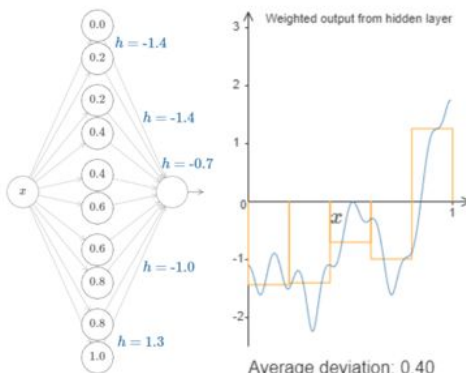 0.0
h = -1.4
0.2
0.2
h = -1.4
0.4
h = -0.7
0.4
x
0.6
0.6
h = -1.0
0.8
0.8
h = 1.3
1.0
Weighted output from hidden layer
3
2
1
0
x
1
-1
-2
Average deviation: 0.40